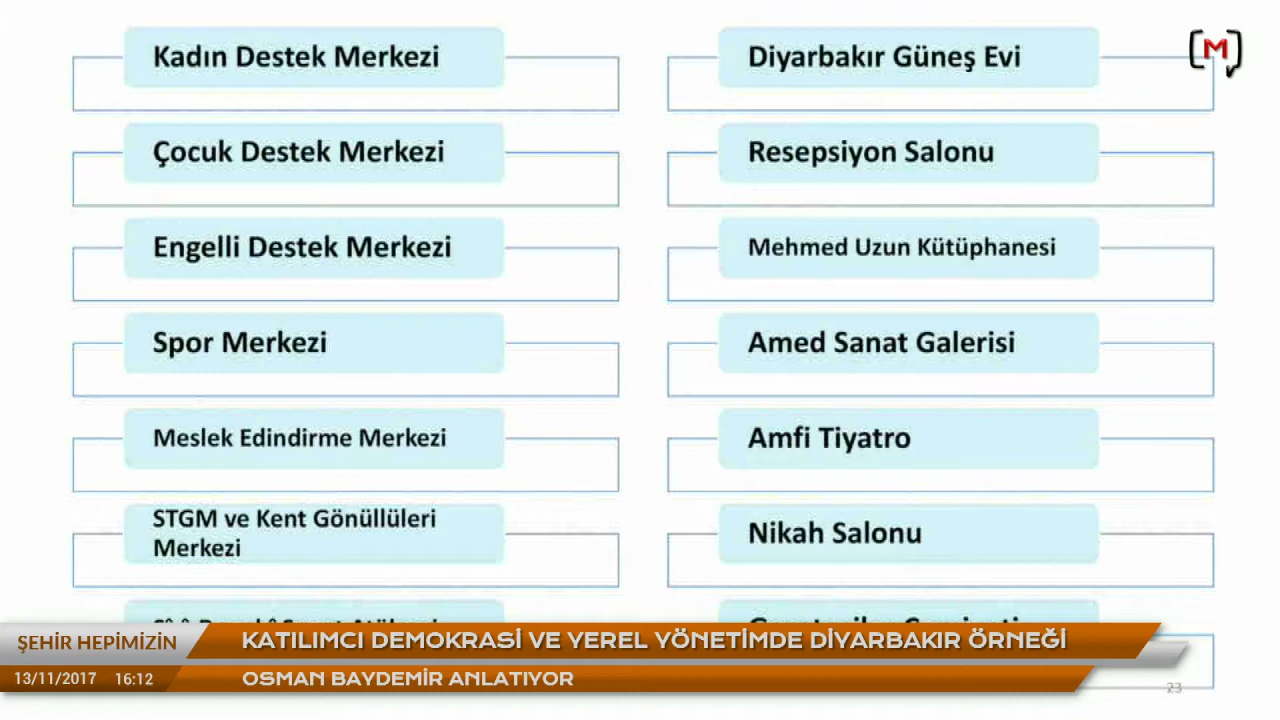 Kadın Destek Merkezi
Çocuk Destek Merkezi
Engelli Destek Merkezi
Spor Merkezi
Meslek Edindirme Merkezi
STGM ve Kent Gönüllüleri
Merkezi
Diyarbakır Güneş Evi
Resepsiyon Salonu
Mehmed Uzun Kütüphanesi
Amed Sanat Galerisi
Amfi Tiyatro
Nikah Salonu
M
ŞEHİR HEPİMİZİN
KATILIMCI DEMOKRASİ VE YEREL YÖNETİMDE DİYARBAKIR ÖRNEĞİ
13/11/2017 16:12
OSMAN BAYDEMİR ANLATIYOR
23